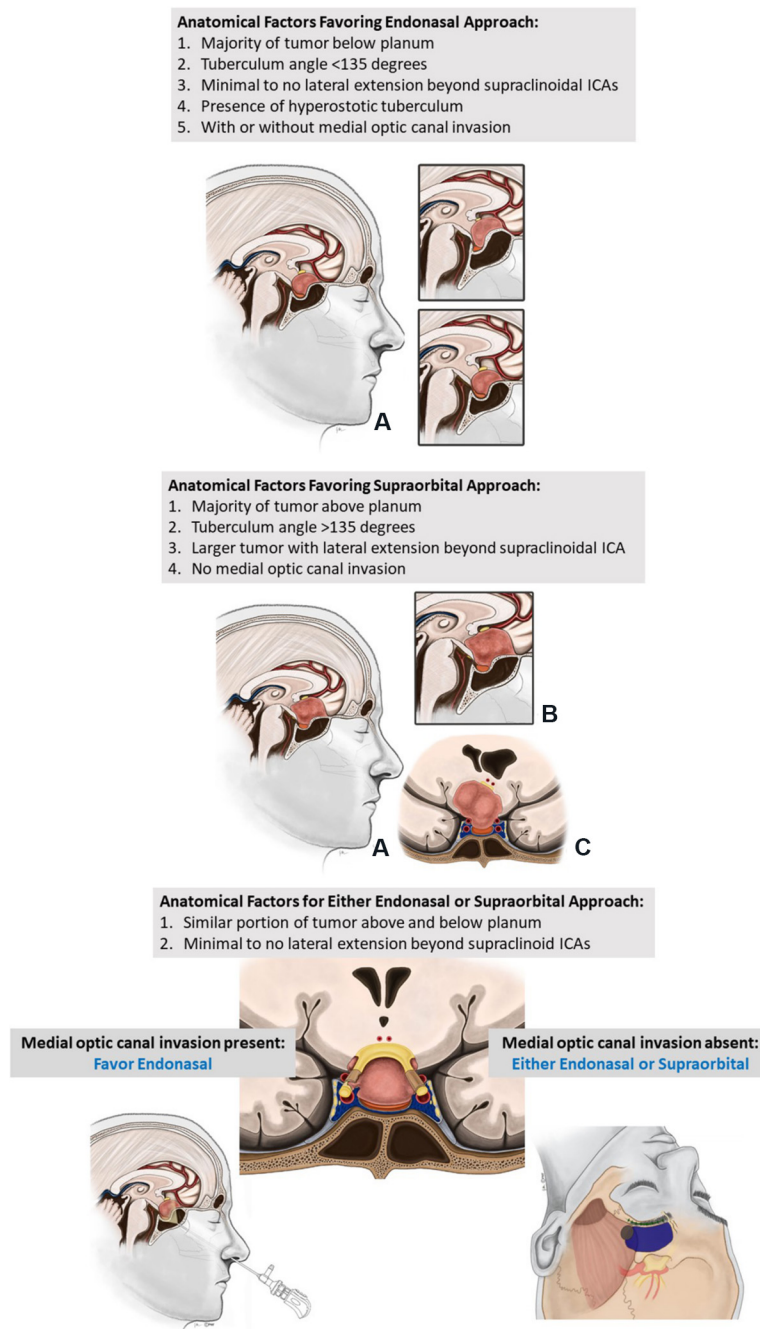 Anatomical Factors Favoring Endonasal Approach:
1. Majority of tumor below planum
2. Tuberculum angle <135 degrees
3. Minimal to no lateral extension beyond supraclinoidal ICAs
4. Presence of hyperostotic tuberculum
5. With or without medial optic canal invasion
A
Anatomical Factors Favoring Supraorbital Approach:
1. Majority of tumor above planum
2. Tuberculum angle >135 degrees
3. Larger tumor with lateral extension beyond supraclinoidal ICA
4. No medial optic canal invasion
B
A
C
Anatomical Factors for Either Endonasal or Supraorbital Approach:
1. Similar portion of tumor above and below planum
2. Minimal to no lateral extension beyond supraclinoid ICAs
Medial optic canal invasion present:
Favor Endonasal
Medial optic canal invasion absent:
Either Endonasal or Supraorbital